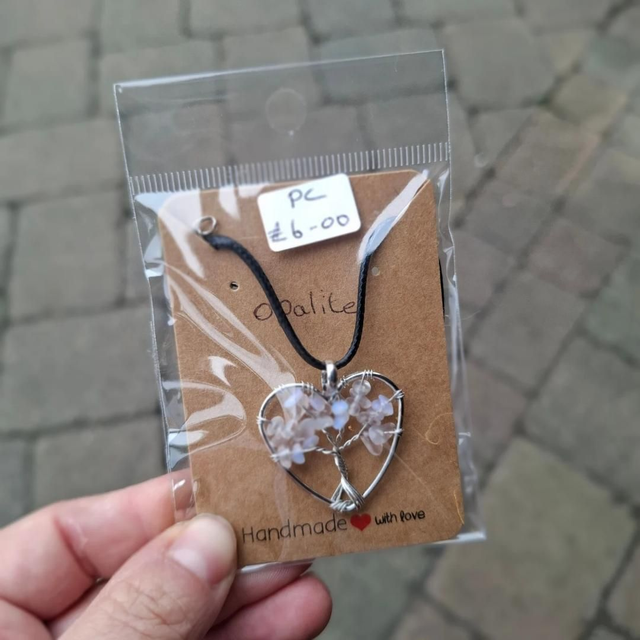 PC
£6-00
Opalite
Handmade ❤ with love